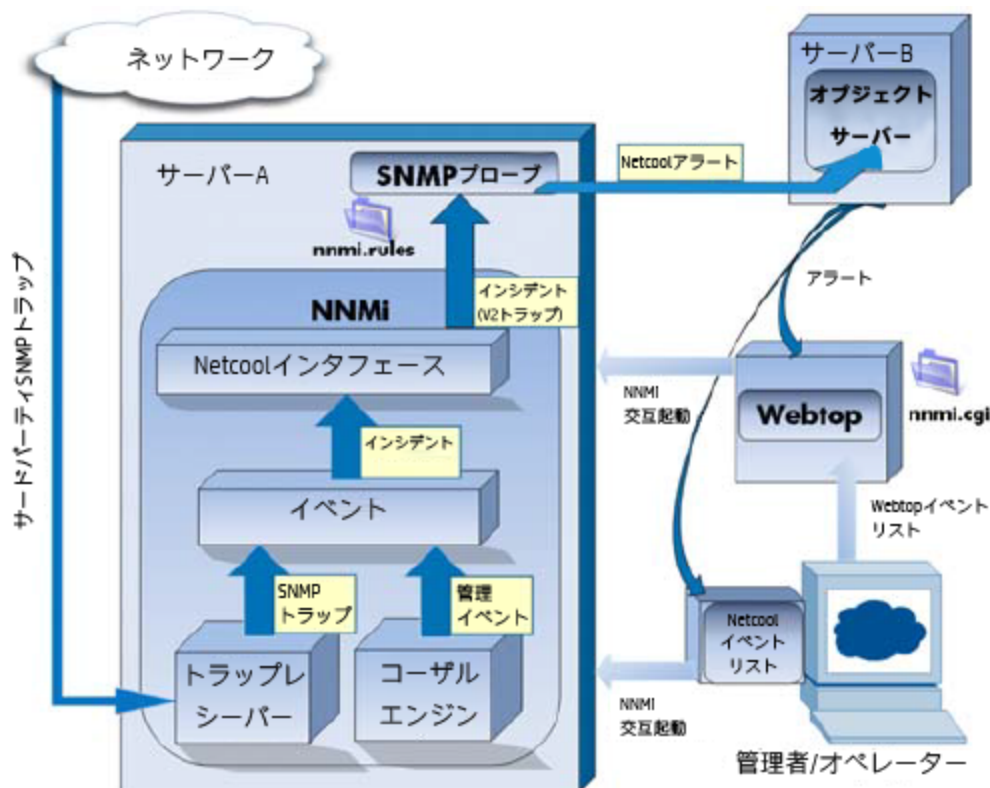 ネットワーク
サーバーB
オブジェクト
サーバー
サーバーA
SNMPプローブ
Netcoolアラート
nnmi.rules
アラート
NNMi
インシデント
(V2トラップ)
Netcoolインタフェース
NNMI
交互起動
Webtop
nnmi.cgi
インシデント
イベント
Webtopイベント
リスト
SNMP
トラップ
管理
イベント
Netcool
イベント
リスト
トラップレ
シーバー
コーザル
エンジン
NNMI
交互起動
管理者/オペレーター
サードパーティSNMPトラップ